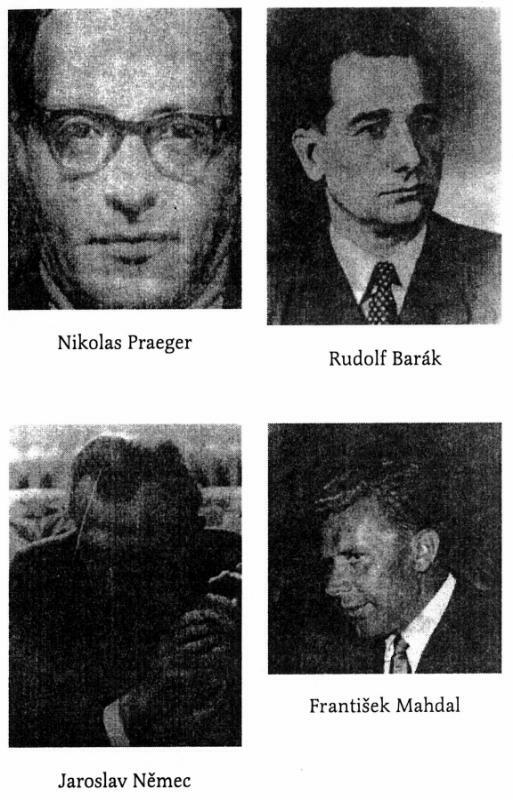 Nikolas Praeger
Rudolf Barák
Jaroslav Němec
František Mahdal